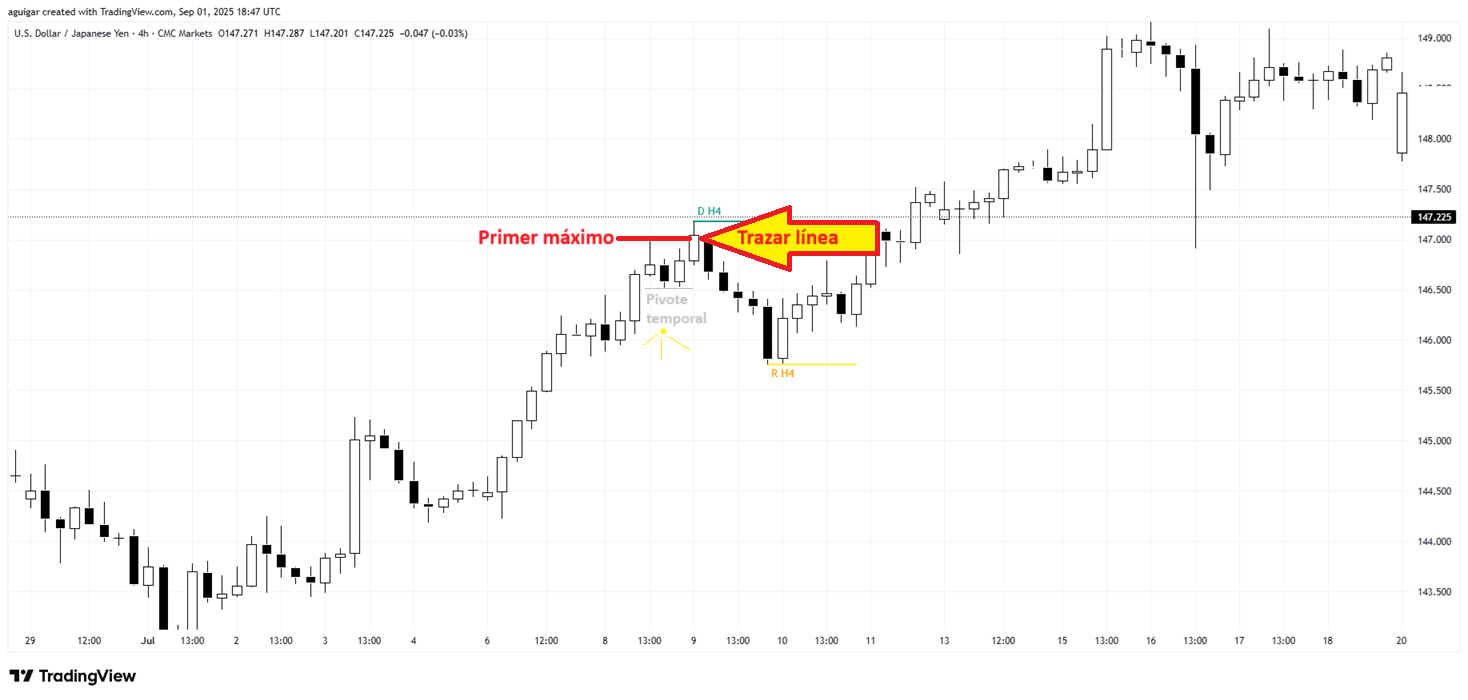 aguigar created with TradingView.com, Sep 01, 2025 18:47 UTC
U.S. Dollar / Japanese Yen · 4h · CMC Markets O147.271 H147.287 L147.201 C147.225 −0.047 (−0.03%)
149.000
148.000
147.500
147.225
147.000
146.500
146.000
145.500
145.000
144.500
144.000
143.500
D H4
Primer máximo
Trazar línea
Pivote
temporal
R H4
29 12:00 Jul 13:00 2 13:00 3 13:00 4 6 12:00 8 13:00 9 13:00 10 13:00 11 13 12:00 15 13:00 16 13:00 17 13:00 18 20
TradingView